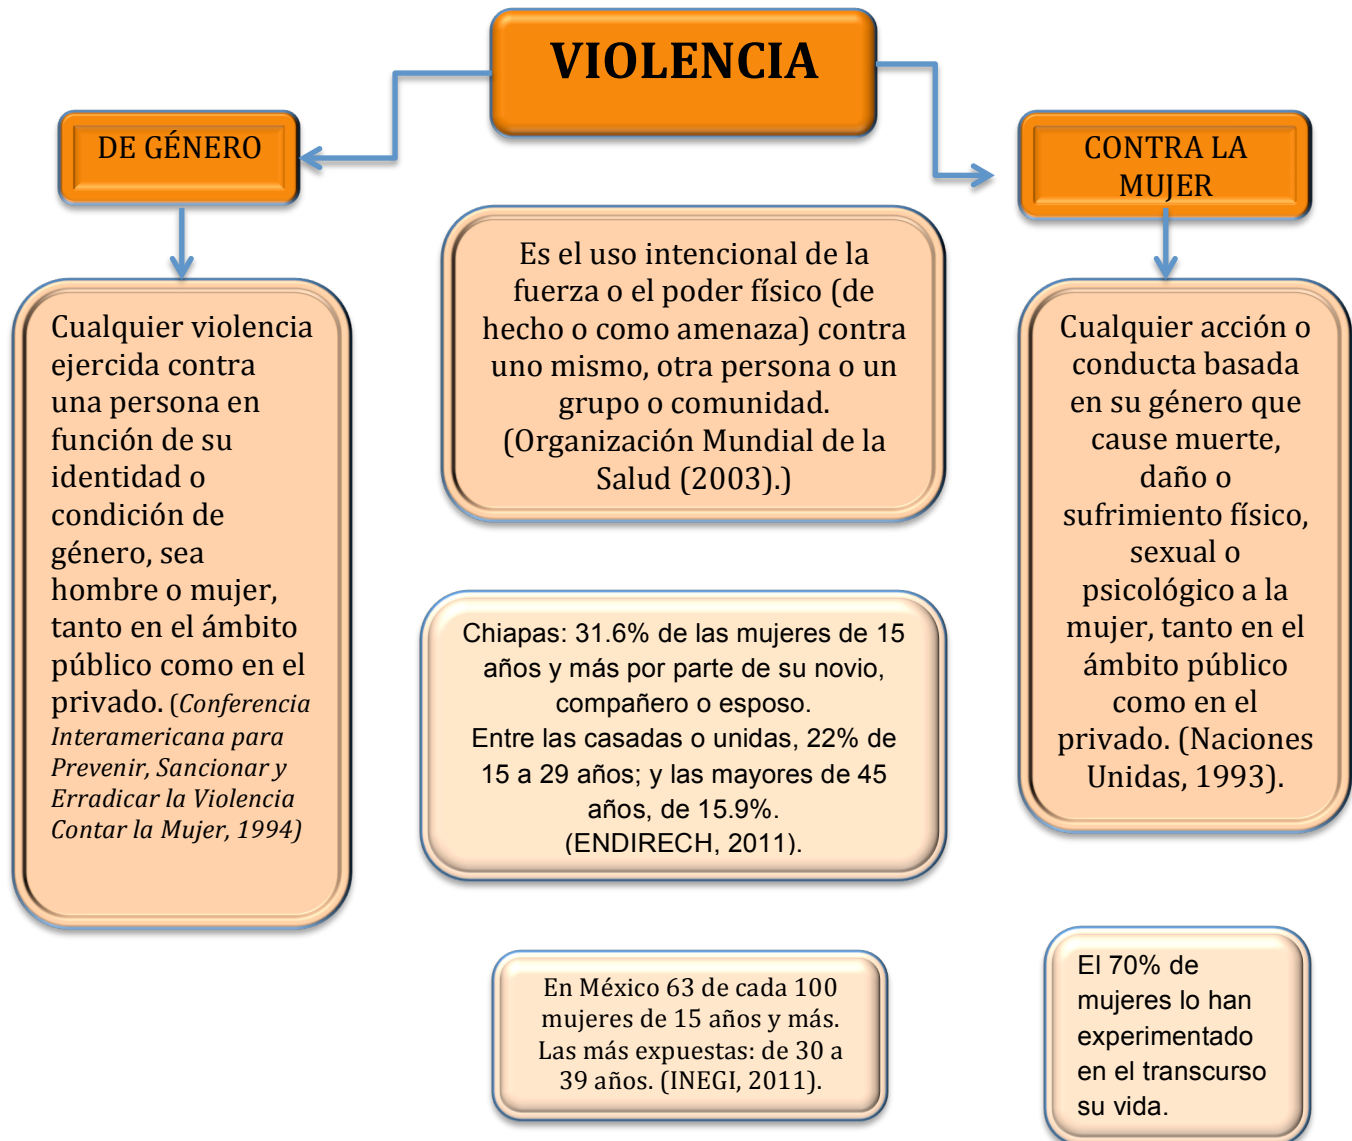 VIOLENCIA
DE GÉNERO
CONTRA LA
MUJER
Es el uso intencional de la
fuerza o el poder físico (de
hecho o como amenaza) contra
uno mismo, otra persona o un
grupo o comunidad.
(Organización Mundial de la
Salud (2003).)
Cualquier violencia
ejercida contra
una persona en
función de su
identidad o
condición de
género, sea
hombre o mujer,
tanto en el ámbito
público como en el
privado. (Conferencia
Interamericana para
Prevenir, Sancionar y
Erradicar la Violencia
Contar la Mujer, 1994)
Cualquier acción o
conducta basada
en su género que
cause muerte,
daño o
sufrimiento físico,
sexual o
psicológico a la
mujer, tanto en el
ámbito público
como en el
privado. (Naciones
Unidas, 1993).
Chiapas: 31.6% de las mujeres de 15
años y más por parte de su novio,
compañero o esposo.
Entre las casadas o unidas, 22% de
15 a 29 años; y las mayores de 45
años, de 15.9%.
(ENDIRECH, 2011).
En México 63 de cada 100
mujeres de 15 años y más.
Las más expuestas: de 30 a
39 años. (INEGI, 2011).
El 70% de
mujeres lo han
experimentado
en el transcurso
su vida.